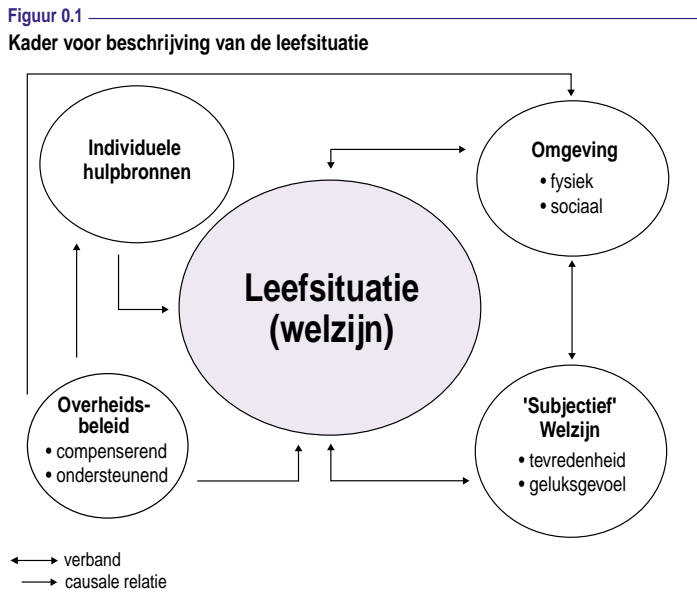 Figuur 0.1
Kader voor beschrijving van de leefsituatie
Individuele
hulpbronnen
Omgeving
• fysiek
• sociaal
Leefsituatie
(welzijn)
Overheids-
beleid
• compenserend
• ondersteunend
'Subjectief'
Welzijn
• tevredenheid
• geluksgevoel
verband
causale relatie